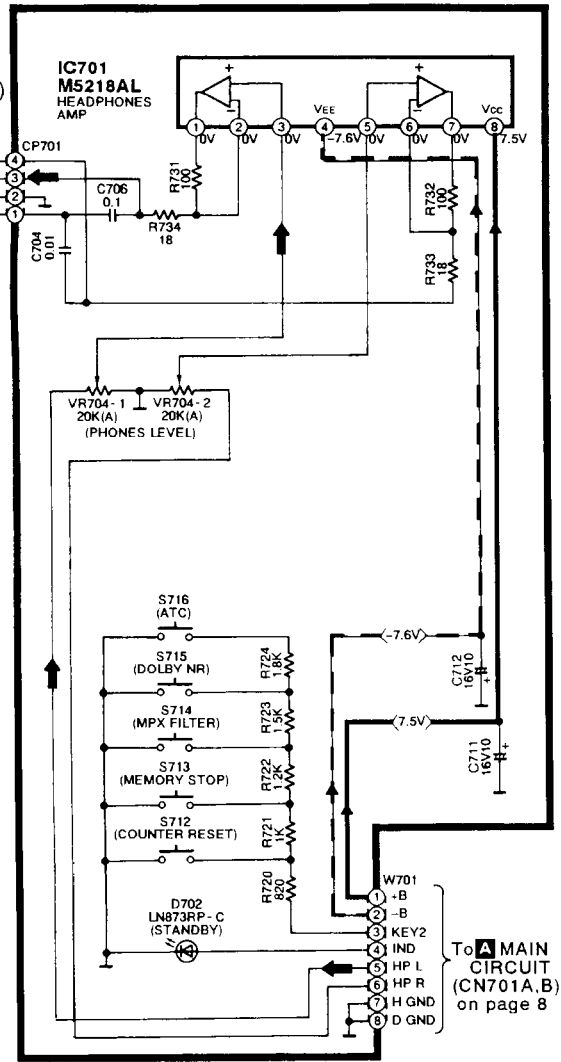 IC701
M5218AL
HEADPHONES
AMP
+
−
+
−
VEE
VCC
1 2 3 4 5 6 7 8
0V 0V 0V -7.6V 0V 0V 0V 7.5V
CP701
4
3
2
1
C706
0.1
R731
100
R734
18
C704
0.01
R732
100
R733
18
VR704-1
20K(A)
VR704-2
20K(A)
(PHONES LEVEL)
S716
(ATC)
R724
1.8K
S715
(DOLBY NR)
R723
1.5K
S714
(MPX FILTER)
R722
1.2K
S713
(MEMORY STOP)
R721
1K
S712
(COUNTER RESET)
R720
820
-7.6V
C712
16V10
+
7.5V
C711
16V10
+
D702
LN873RP-C
(STANDBY)
W701
1 +B
2 -B
3 KEY2
4 IND
5 HP L
6 HP R
7 H GND
8 D GND
To A MAIN
CIRCUIT
(CN701A,B)
on page 8